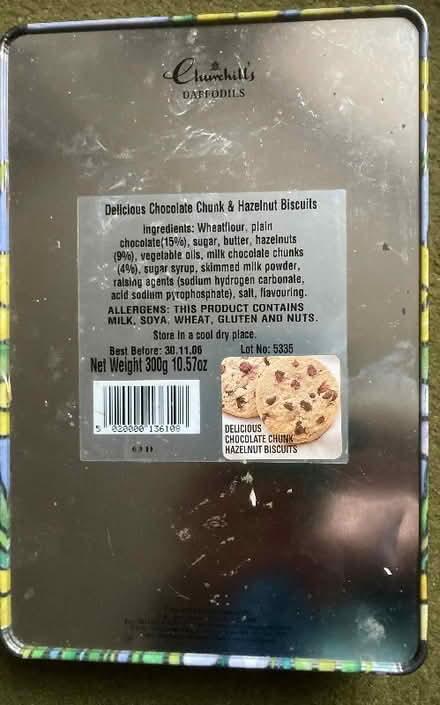 Churchill's
DAFFODILS
Delicious Chocolate Chunk & Hazelnut Biscuits
Ingredients: Wheatflour, plain
chocolate(15%), sugar, butter, hazelnuts
(9%), vegetable oils, milk chocolate chunks
(4%), sugar syrup, skimmed milk powder,
raising agents (sodium hydrogen carbonate,
acid sodium pyrophosphate), salt, flavouring.
ALLERGENS: THIS PRODUCT CONTAINS
MILK, SOYA, WHEAT, GLUTEN AND NUTS.
Store in a cool dry place.
Best Before: 30.11.06 Lot No: 5335
Net Weight 300g 10.57oz
5 020000 136108
DELICIOUS
CHOCOLATE CHUNK
HAZELNUT BISCUITS